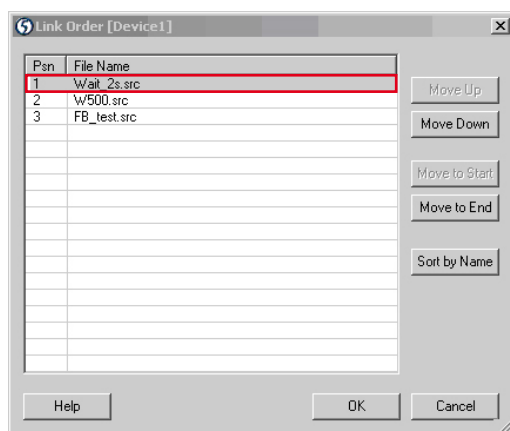 Link Order [Device1]
Psn File Name
1 Wait_2s.src
2 W500.src
3 FB_test.src
Move Up
Move Down
Move to Start
Move to End
Sort by Name
Help OK Cancel